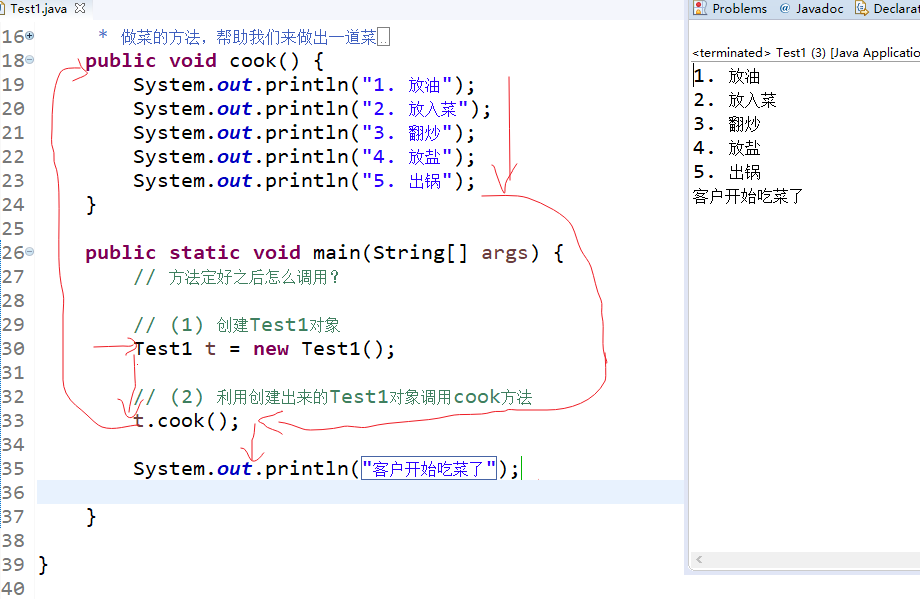 Test1.java
16 * 做菜的方法，帮助我们来做出一道菜
18 public void cook() {
19 System.out.println("1. 放油");
20 System.out.println("2. 放入菜");
21 System.out.println("3. 翻炒");
22 System.out.println("4. 放盐");
23 System.out.println("5. 出锅");
24 }
25
26 public static void main(String[] args) {
27 // 方法定好之后怎么调用？
28
29 // (1) 创建Test1对象
30 Test1 t = new Test1();
31
32 // (2) 利用创建出来的Test1对象调用cook方法
33 t.cook();
34
35 System.out.println("客户开始吃菜了");
36
37 }
38
39 }
40
Problems @ Javadoc Declarat
<terminated> Test1 (3) [Java Applicatio
1. 放油
2. 放入菜
3. 翻炒
4. 放盐
5. 出锅
客户开始吃菜了